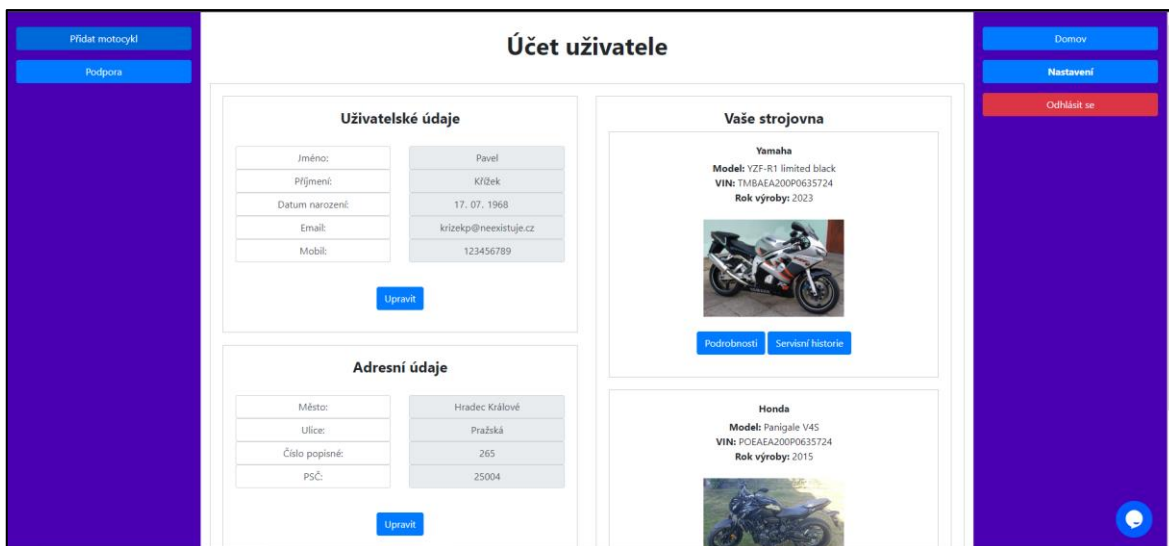 Přidat motocykl
Podpora
Účet uživatele
Domov
Nastavení
Odhlásit se
Uživatelské údaje
Jméno: Pavel
Příjmení: Křížek
Datum narození: 17. 07. 1968
Email: krizekp@neexistuje.cz
Mobil: 123456789
Upravit
Adresní údaje
Město: Hradec Králové
Ulice: Pražská
Číslo popisné: 265
PSČ: 25004
Upravit
Vaše strojovna
Yamaha
Model: YZF-R1 limited black
VIN: TMBAEA200P0635724
Rok výroby: 2023
Podrobnosti Servisní historie
Honda
Model: Panigale V4S
VIN: POEAEA200P0635724
Rok výroby: 2015